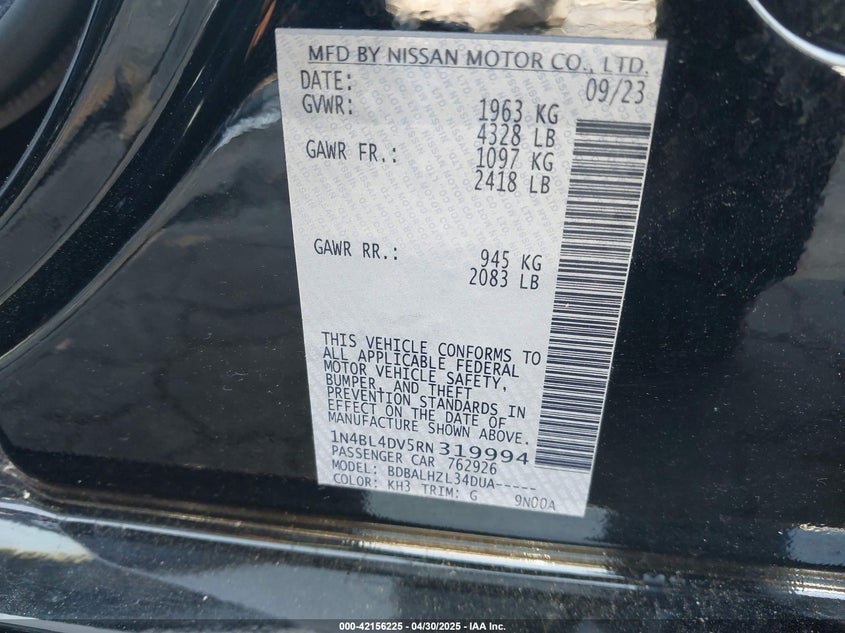 MFD BY NISSAN MOTOR CO., LTD.
DATE: 09/23
GVWR: 1963 KG
4328 LB
GAWR FR.: 1097 KG
2418 LB
GAWR RR.: 945 KG
2083 LB
THIS VEHICLE CONFORMS TO
ALL APPLICABLE FEDERAL
MOTOR VEHICLE SAFETY,
BUMPER, AND THEFT
PREVENTION STANDARDS IN
EFFECT ON THE DATE OF
MANUFACTURE SHOWN ABOVE.
1N4BL4DV5RN319994
PASSENGER CAR 762926
MODEL: BDBALHZL34DUA-----
COLOR: KH3 TRIM: G 9N00A
000-42156225 - 04/30/2025 - IAA Inc.